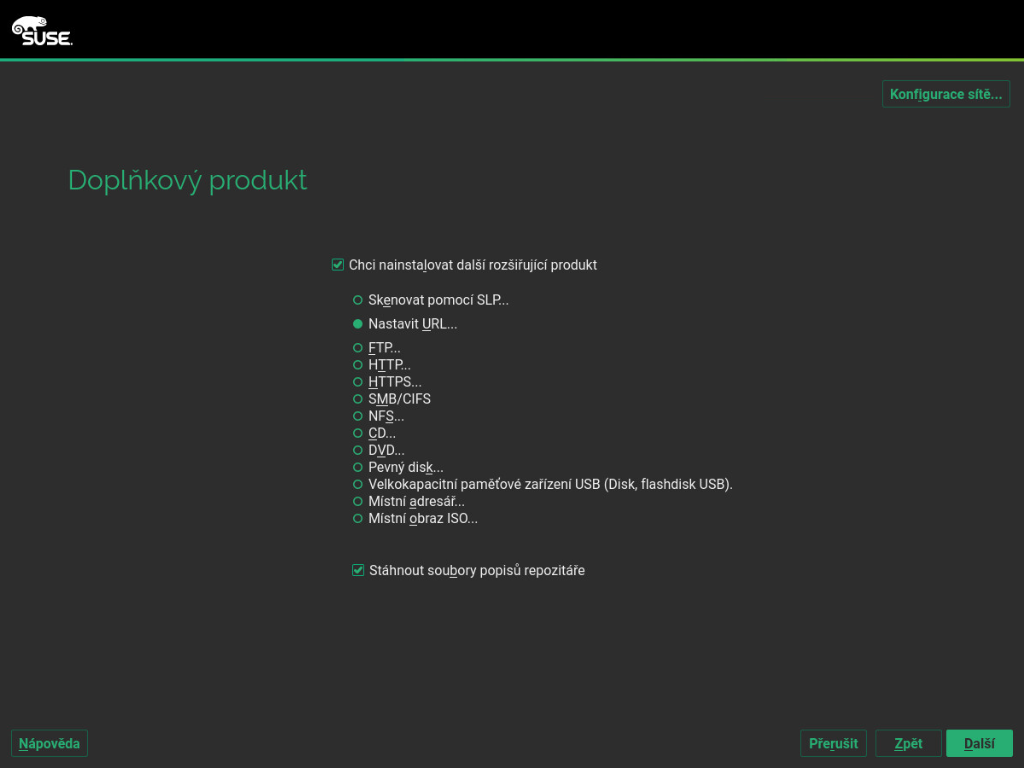 SUSE
Konfigurace sítě...
Doplňkový produkt
Chci nainstalovat další rozšiřující produkt
Skenovat pomocí SLP...
Nastavit URL...
FTP...
HTTP...
HTTPS...
SMB/CIFS
NFS...
CD...
DVD...
Pevný disk...
Velkokapacitní paměťové zařízení USB (Disk, flashdisk USB).
Místní adresář...
Místní obraz ISO...
Stáhnout soubory popisů repozitáře
Nápověda
Přerušit
Zpět
Další